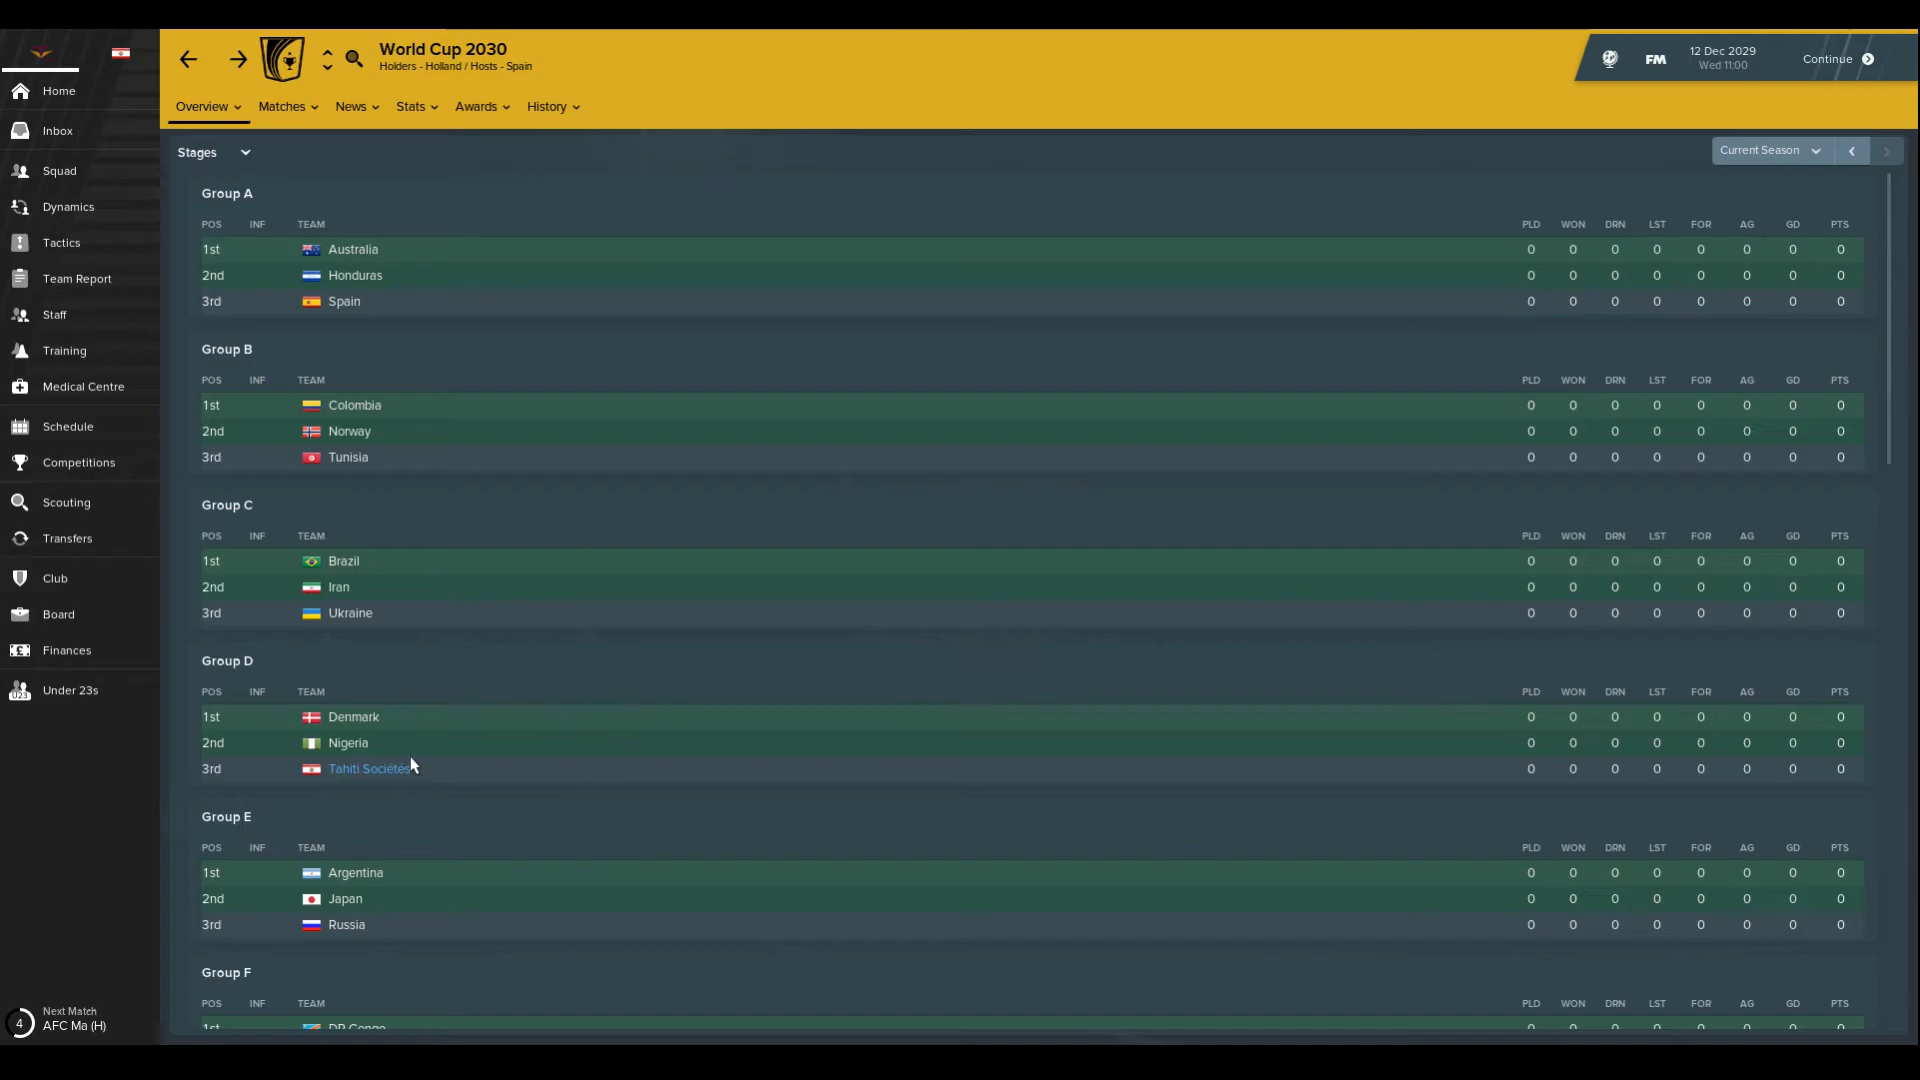 World Cup 2030
Holders - Holland / Hosts - Spain
FM
12 Dec 2029
Wed 11:00
Continue
Overview Matches News Stats Awards History
Home
Inbox
Squad
Dynamics
Tactics
Team Report
Staff
Training
Medical Centre
Schedule
Competitions
Scouting
Transfers
Club
Board
Finances
U23 Under 23s
4 Next Match
AFC Ma (H)
Stages
Current Season
Group A
POS INF TEAM PLD WON DRN LST FOR AG GD PTS
1st Australia 0 0 0 0 0 0 0 0
2nd Honduras 0 0 0 0 0 0 0 0
3rd Spain 0 0 0 0 0 0 0 0
Group B
POS INF TEAM PLD WON DRN LST FOR AG GD PTS
1st Colombia 0 0 0 0 0 0 0 0
2nd Norway 0 0 0 0 0 0 0 0
3rd Tunisia 0 0 0 0 0 0 0 0
Group C
POS INF TEAM PLD WON DRN LST FOR AG GD PTS
1st Brazil 0 0 0 0 0 0 0 0
2nd Iran 0 0 0 0 0 0 0 0
3rd Ukraine 0 0 0 0 0 0 0 0
Group D
POS INF TEAM PLD WON DRN LST FOR AG GD PTS
1st Denmark 0 0 0 0 0 0 0 0
2nd Nigeria 0 0 0 0 0 0 0 0
3rd Tahiti Sociétés 0 0 0 0 0 0 0 0
Group E
POS INF TEAM PLD WON DRN LST FOR AG GD PTS
1st Argentina 0 0 0 0 0 0 0 0
2nd Japan 0 0 0 0 0 0 0 0
3rd Russia 0 0 0 0 0 0 0 0
Group F
POS INF TEAM PLD WON DRN LST FOR AG GD PTS
1st DR Congo 0 0 0 0 0 0 0 0